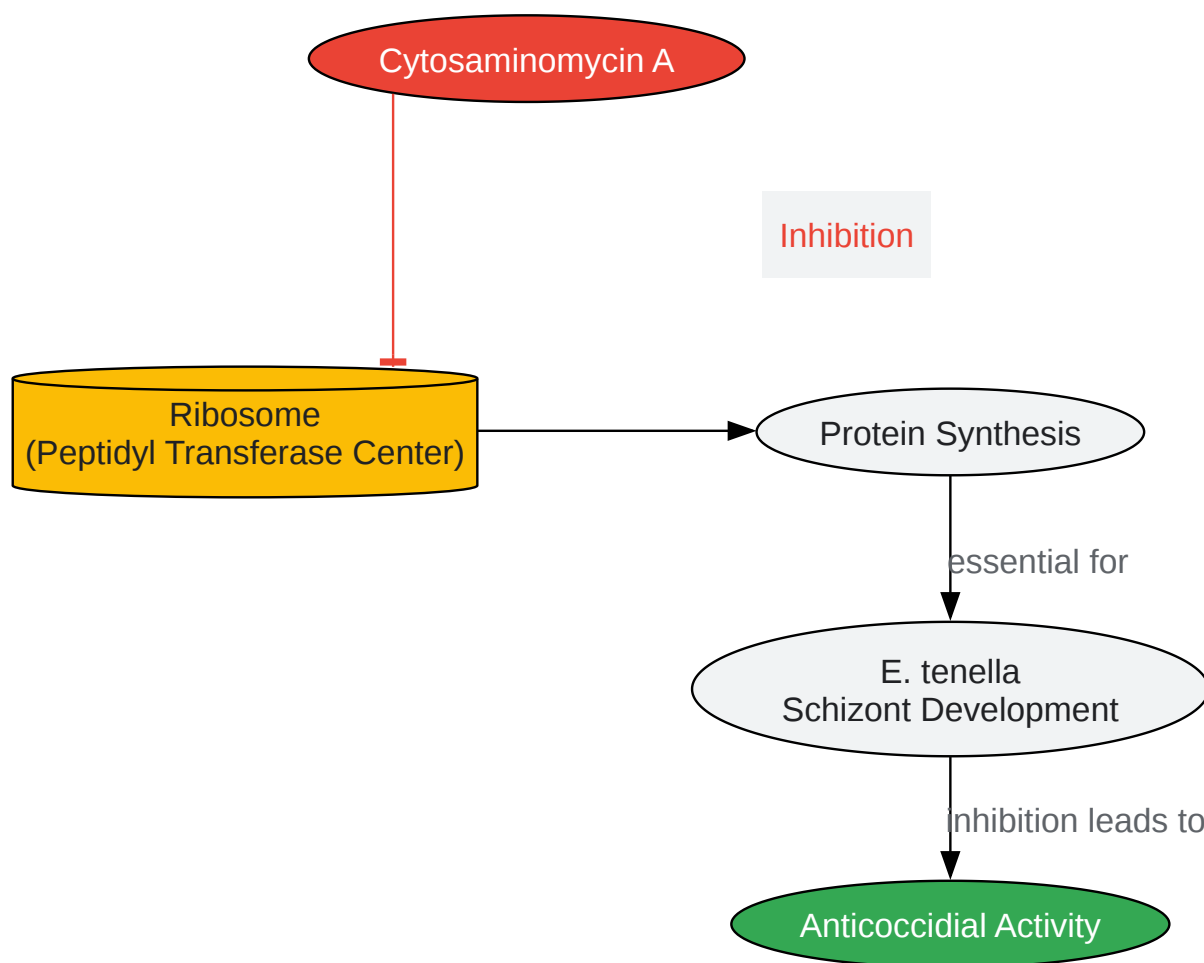 Cytosaminomycin A
Inhibition
Ribosome
(Peptidyl Transferase Center)
Protein Synthesis
essential for
E. tenella
Schizont Development
inhibition leads to
Anticoccidial Activity